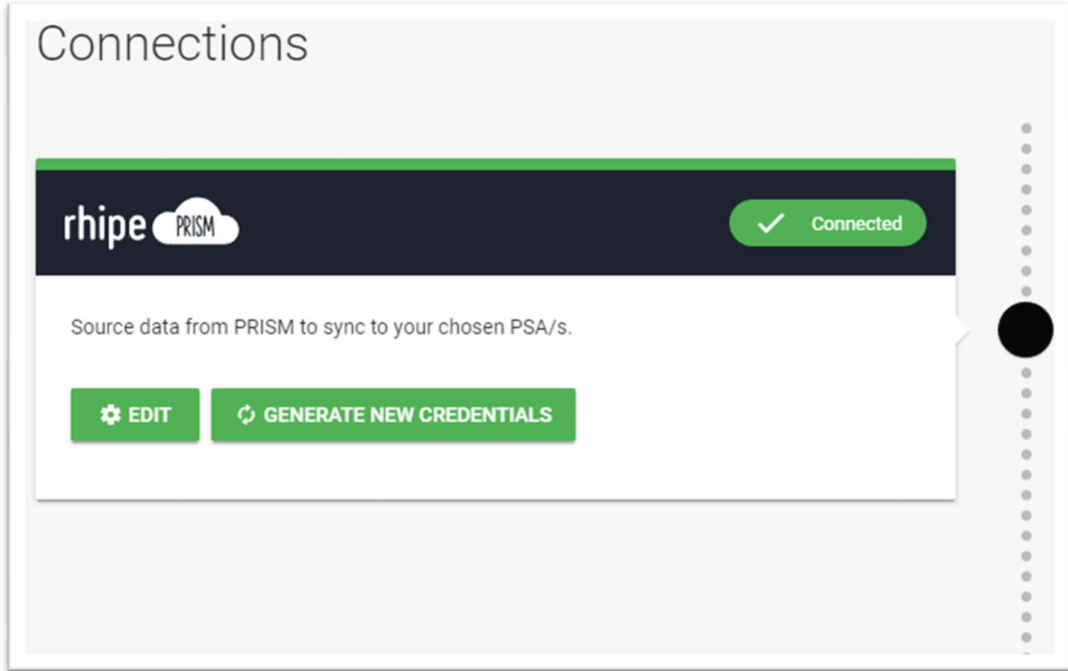 Connections
rhipe PRISM
Connected
Source data from PRISM to sync to your chosen PSA/s.
EDIT
GENERATE NEW CREDENTIALS